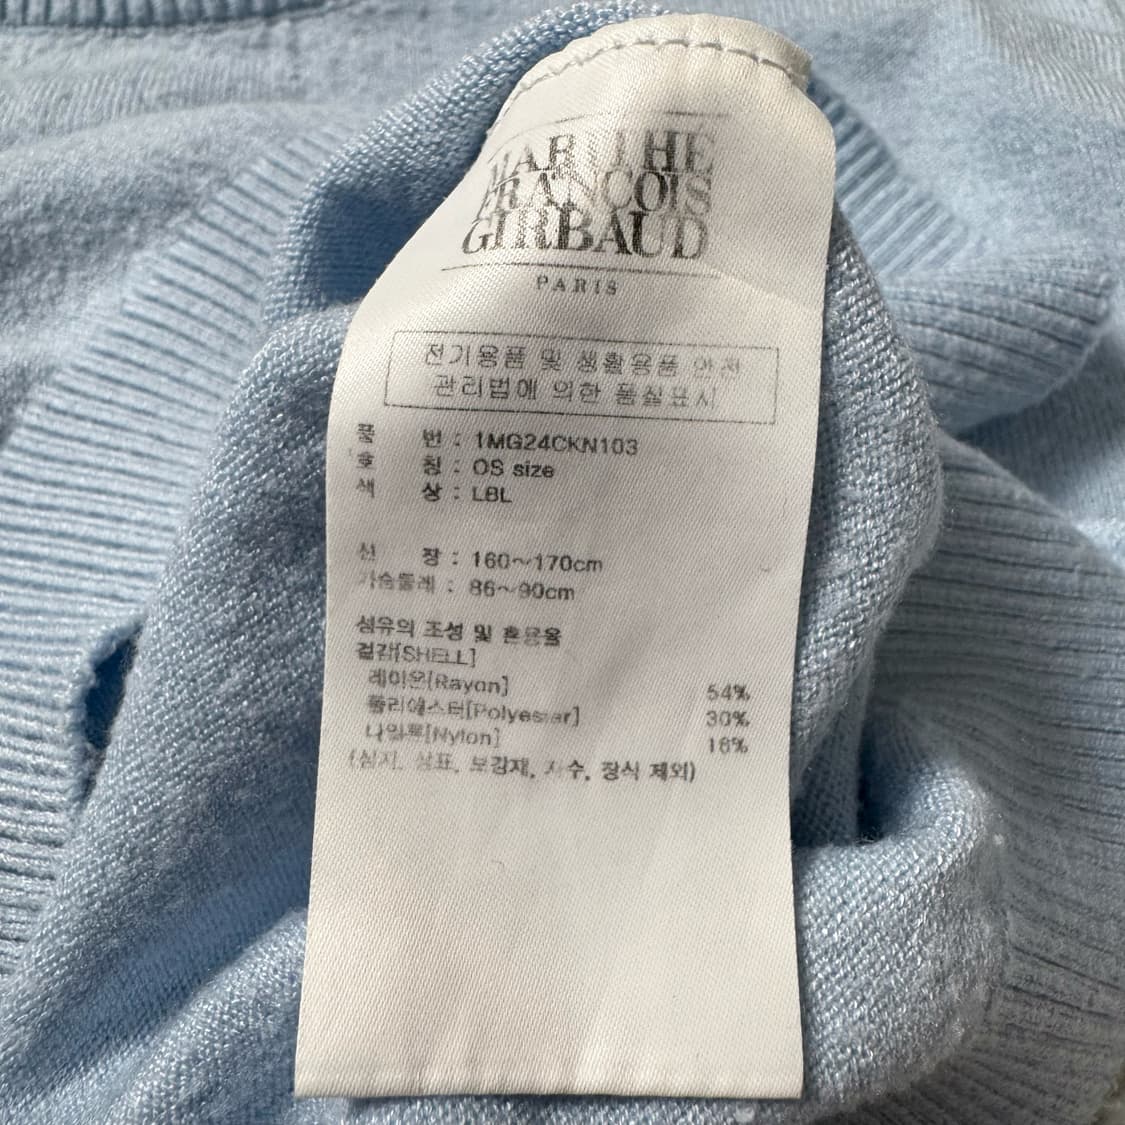 MARITHE
FRANCOIS
GIRBAUD
PARIS
전기용품 및 생활용품 안전
관리법에 의한 품질표시
품 번 : 1MG24CKN103
호 칭 : OS size
색 상 : LBL
신 장 : 160~170cm
가슴둘레 : 86~90cm
섬유의 조성 및 혼용율
겉감[SHELL]
레이온[Rayon] 54%
폴리에스터[Polyester] 30%
나일론[Nylon] 16%
(심지, 상표, 보강재, 자수, 장식 제외)